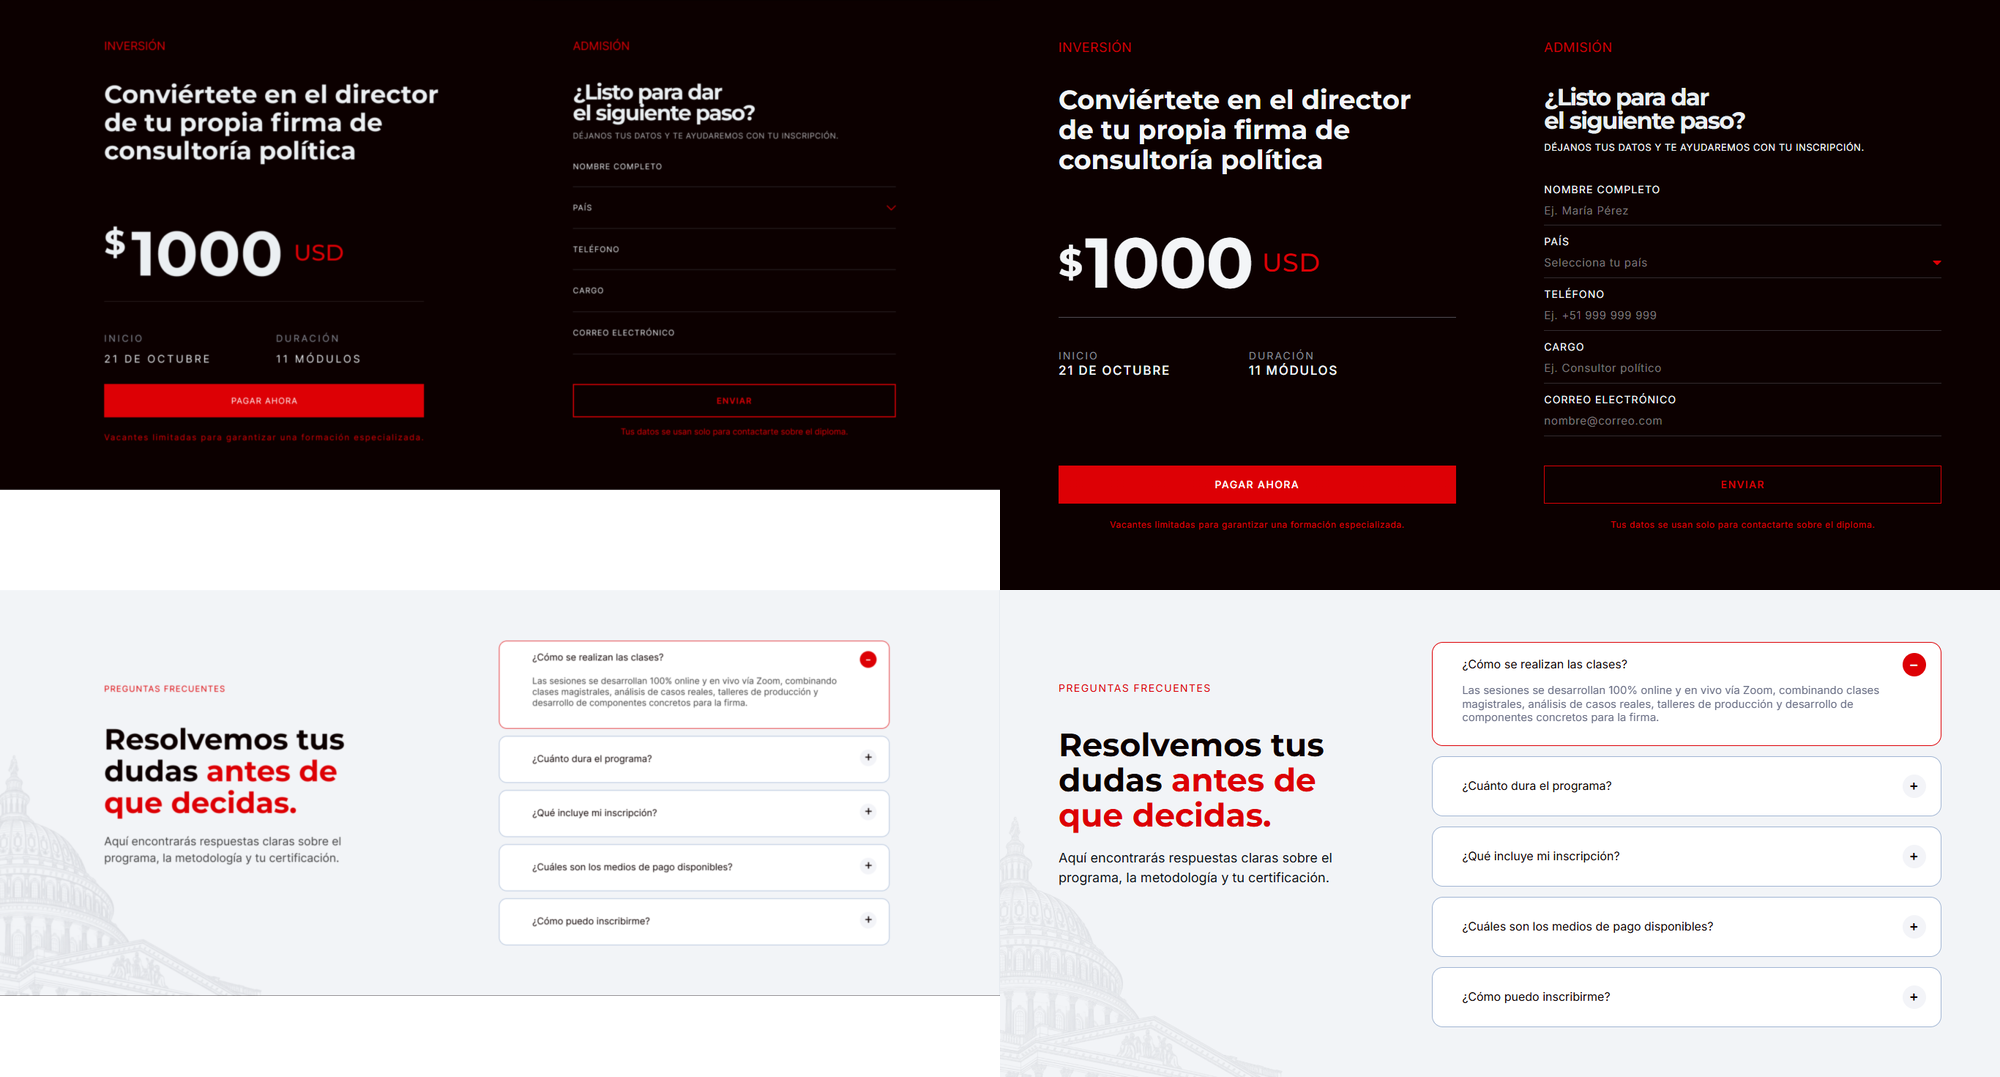 INVERSIÓN
Conviértete en el director
de tu propia firma de
consultoría política
$1000 USD
INICIO
21 DE OCTUBRE
DURACIÓN
11 MÓDULOS
PAGAR AHORA
Vacantes limitadas para garantizar una formación especializada.
ADMISIÓN
¿Listo para dar
el siguiente paso?
DÉJANOS TUS DATOS Y TE AYUDAREMOS CON TU INSCRIPCIÓN.
NOMBRE COMPLETO
PAÍS
TELÉFONO
CARGO
CORREO ELECTRÓNICO
ENVIAR
Tus datos se usan solo para contactarte sobre el diploma.
INVERSIÓN
Conviértete en el director
de tu propia firma de
consultoría política
$1000 USD
INICIO
21 DE OCTUBRE
DURACIÓN
11 MÓDULOS
PAGAR AHORA
Vacantes limitadas para garantizar una formación especializada.
ADMISIÓN
¿Listo para dar
el siguiente paso?
DÉJANOS TUS DATOS Y TE AYUDAREMOS CON TU INSCRIPCIÓN.
NOMBRE COMPLETO
Ej. María Pérez
PAÍS
Selecciona tu país
TELÉFONO
Ej. +51 999 999 999
CARGO
Ej. Consultor político
CORREO ELECTRÓNICO
nombre@correo.com
ENVIAR
Tus datos se usan solo para contactarte sobre el diploma.
PREGUNTAS FRECUENTES
Resolvemos tus
dudas antes de
que decidas.
Aquí encontrarás respuestas claras sobre el
programa, la metodología y tu certificación.
¿Cómo se realizan las clases?
Las sesiones se desarrollan 100% online y en vivo vía Zoom, combinando
clases magistrales, análisis de casos reales, talleres de producción y
desarrollo de componentes concretos para la firma.
¿Cuánto dura el programa?
¿Qué incluye mi inscripción?
¿Cuáles son los medios de pago disponibles?
¿Cómo puedo inscribirme?
PREGUNTAS FRECUENTES
Resolvemos tus
dudas antes de
que decidas.
Aquí encontrarás respuestas claras sobre el
programa, la metodología y tu certificación.
¿Cómo se realizan las clases?
Las sesiones se desarrollan 100% online y en vivo vía Zoom, combinando clases
magistrales, análisis de casos reales, talleres de producción y desarrollo de
componentes concretos para la firma.
¿Cuánto dura el programa?
¿Qué incluye mi inscripción?
¿Cuáles son los medios de pago disponibles?
¿Cómo puedo inscribirme?